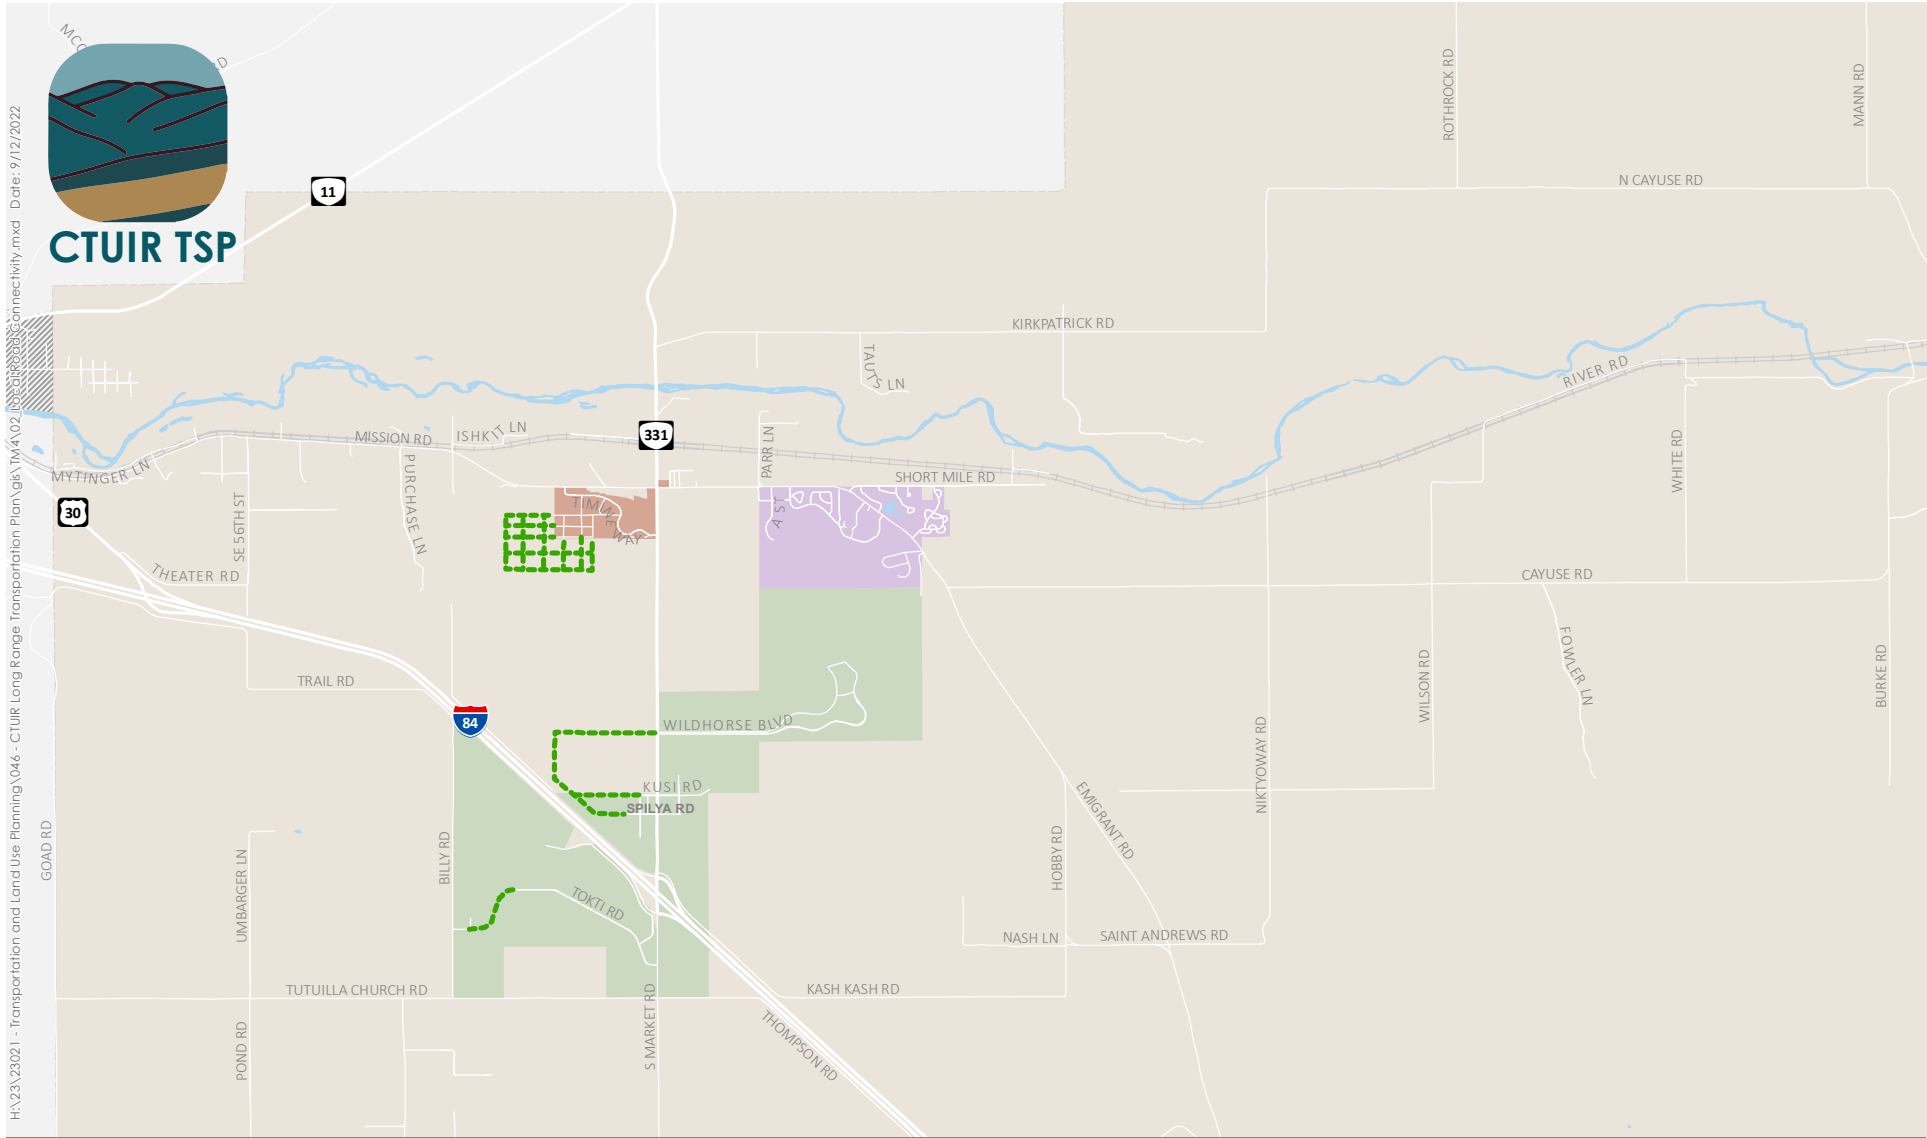 MCC
RD
CTUIR TSP
11
ROTHROCK RD
MANN RD
N CAYUSE RD
KIRKPATRICK RD
TAUTS LN
RIVER RD
MISSION RD
ISHKIT LN
331
PARR LN
SHORT MILE RD
WHITE RD
MYTINGER LN
30
SE 56TH ST
PURCHASE LN
TIMINE WAY
A ST
THEATER RD
CAYUSE RD
FOWLER LN
TRAIL RD
84
WILDHORSE BLVD
WILSON RD
BURKE RD
NIKTYOWAY RD
KUSI RD
SPILYA RD
EMIGRANT RD
GOAD RD
UMBARGER LN
BILLY RD
TOKTI RD
HOBBY RD
NASH LN
SAINT ANDREWS RD
TUTUILLA CHURCH RD
KASH KASH RD
POND RD
S MARKET RD
THOMPSON RD
H:\23\23021 - Transportation and Land Use Planning\046 - CTUIR Long Range Transportation Plan\gis\TM4\02_Local Road Connectivity.mxd Date: 9/12/2022